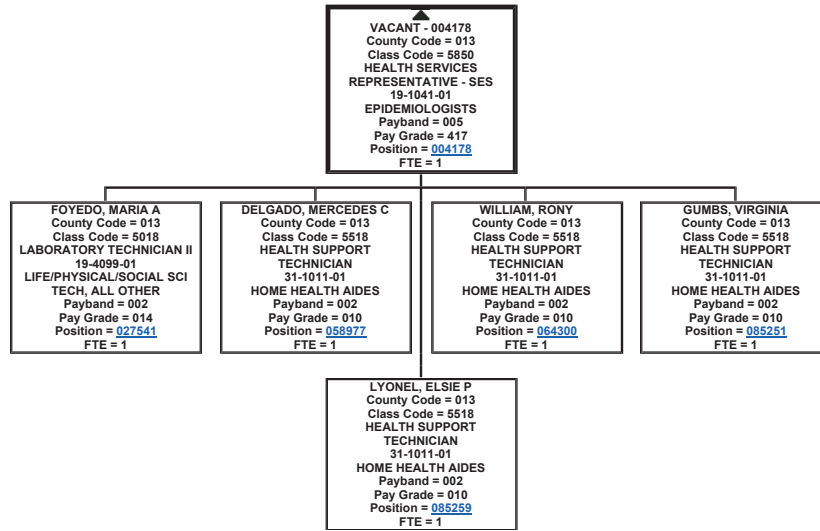 VACANT - 004178
County Code = 013
Class Code = 5850
HEALTH SERVICES
REPRESENTATIVE - SES
19-1041-01
EPIDEMIOLOGISTS
Payband = 005
Pay Grade = 417
Position = 004178
FTE = 1
FOYEDO, MARIA A
County Code = 013
Class Code = 5018
LABORATORY TECHNICIAN II
19-4099-01
LIFE/PHYSICAL/SOCIAL SCI
TECH, ALL OTHER
Payband = 002
Pay Grade = 014
Position = 027541
FTE = 1
DELGADO, MERCEDES C
County Code = 013
Class Code = 5518
HEALTH SUPPORT
TECHNICIAN
31-1011-01
HOME HEALTH AIDES
Payband = 002
Pay Grade = 010
Position = 058977
FTE = 1
WILLIAM, RONY
County Code = 013
Class Code = 5518
HEALTH SUPPORT
TECHNICIAN
31-1011-01
HOME HEALTH AIDES
Payband = 002
Pay Grade = 010
Position = 064300
FTE = 1
GUMBS, VIRGINIA
County Code = 013
Class Code = 5518
HEALTH SUPPORT
TECHNICIAN
31-1011-01
HOME HEALTH AIDES
Payband = 002
Pay Grade = 010
Position = 085251
FTE = 1
LYONEL, ELSIE P
County Code = 013
Class Code = 5518
HEALTH SUPPORT
TECHNICIAN
31-1011-01
HOME HEALTH AIDES
Payband = 002
Pay Grade = 010
Position = 085259
FTE = 1